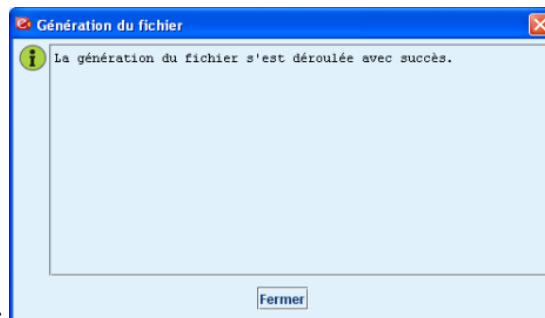 Génération du fichier
La génération du fichier s'est déroulée avec succès.
Fermer